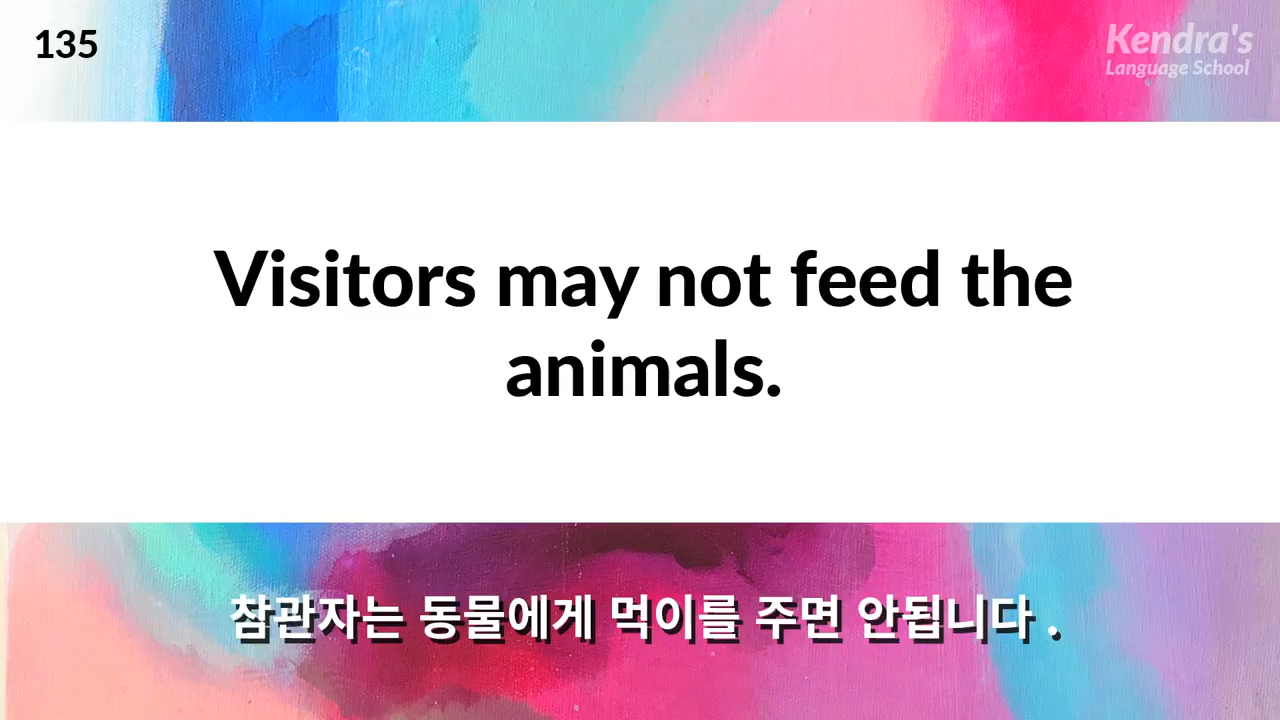 135
Kendra's
Language School
Visitors may not feed the
animals.
참관자는 동물에게 먹이를 주면 안됩니다 .